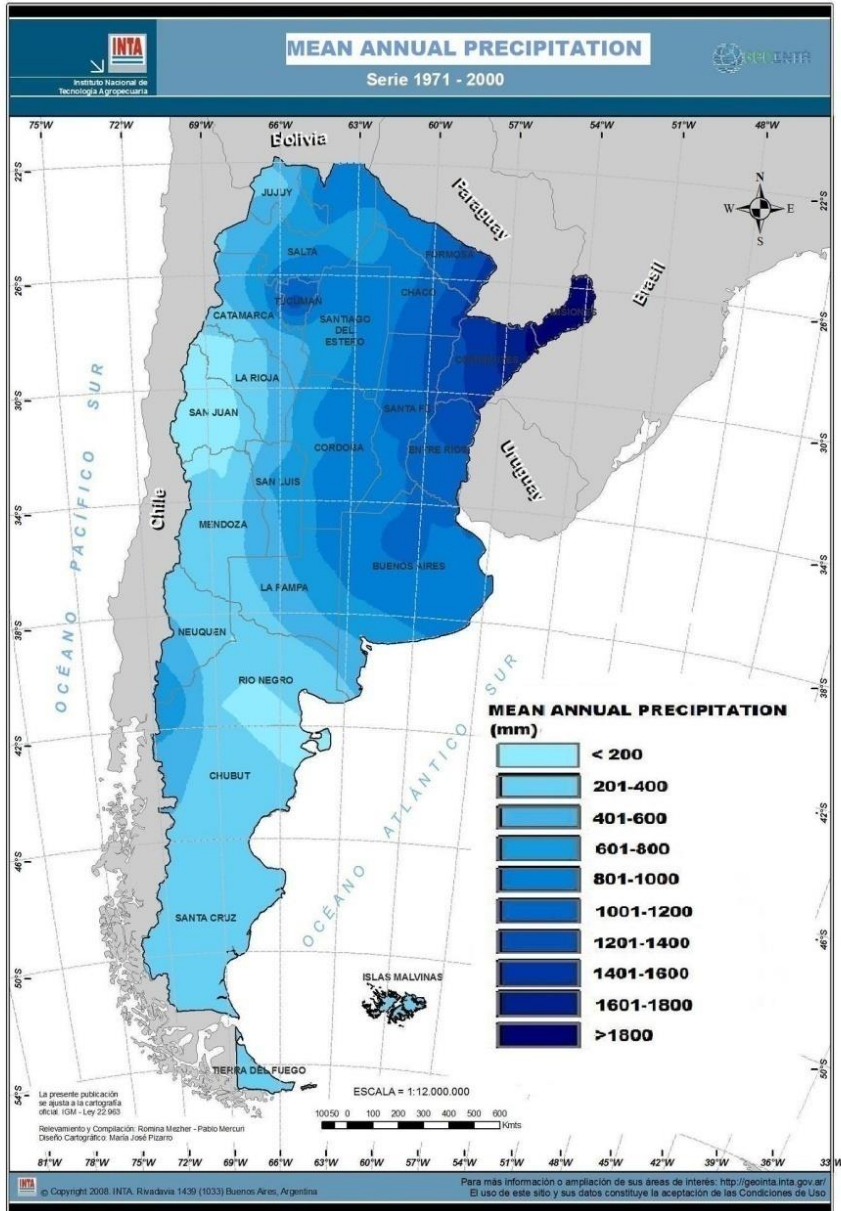 INTA
Instituto Nacional de
Tecnología Agropecuaria
MEAN ANNUAL PRECIPITATION
Serie 1971 - 2000
GEOINTA
75°W 72°W 69°W 66°W 63°W 60°W 57°W 54°W 51°W 48°W
Bolivia
Paraguay
Brasil
Uruguay
Chile
N
W E
S
22°S
26°S
30°S
34°S
38°S
42°S
46°S
50°S
54°S
22°S
26°S
30°S
34°S
38°S
42°S
46°S
50°S
JUJUY
SALTA
FORMOSA
CHACO
TUCUMAN
MISIONES
CATAMARCA
SANTIAGO
DEL
ESTERO
CORRIENTES
LA RIOJA
SAN JUAN
SANTA FE
CORDOBA
ENTRE RIOS
SAN LUIS
MENDOZA
BUENOS AIRES
LA PAMPA
NEUQUEN
RIO NEGRO
CHUBUT
SANTA CRUZ
ISLAS MALVINAS
TIERRA DEL FUEGO
OCÉANO PACÍFICO SUR
OCÉANO ATLÁNTICO SUR
MEAN ANNUAL PRECIPITATION
(mm)
< 200
201-400
401-600
601-800
801-1000
1001-1200
1201-1400
1401-1600
1601-1800
>1800
La presente publicación
se ajusta a la cartografía
oficial. IGM - Ley 22.963
Relevamiento y Compilación: Romina Mezher - Pablo Mercuri
Diseño Cartográfico: María José Pizarro
ESCALA = 1:12.000.000
10050 0 100 200 300 400 500 600
Kmts
81°W 78°W 75°W 72°W 69°W 66°W 63°W 60°W 57°W 54°W 51°W 48°W 45°W 42°W 39°W 36°W 33°W
INTA
© Copyright 2008. INTA. Rivadavia 1439 (1033) Buenos Aires, Argentina
Para más información o ampliación de sus áreas de interés: http://geointa.inta.gov.ar/
El uso de este sitio y sus datos constituye la aceptación de las Condiciones de Uso